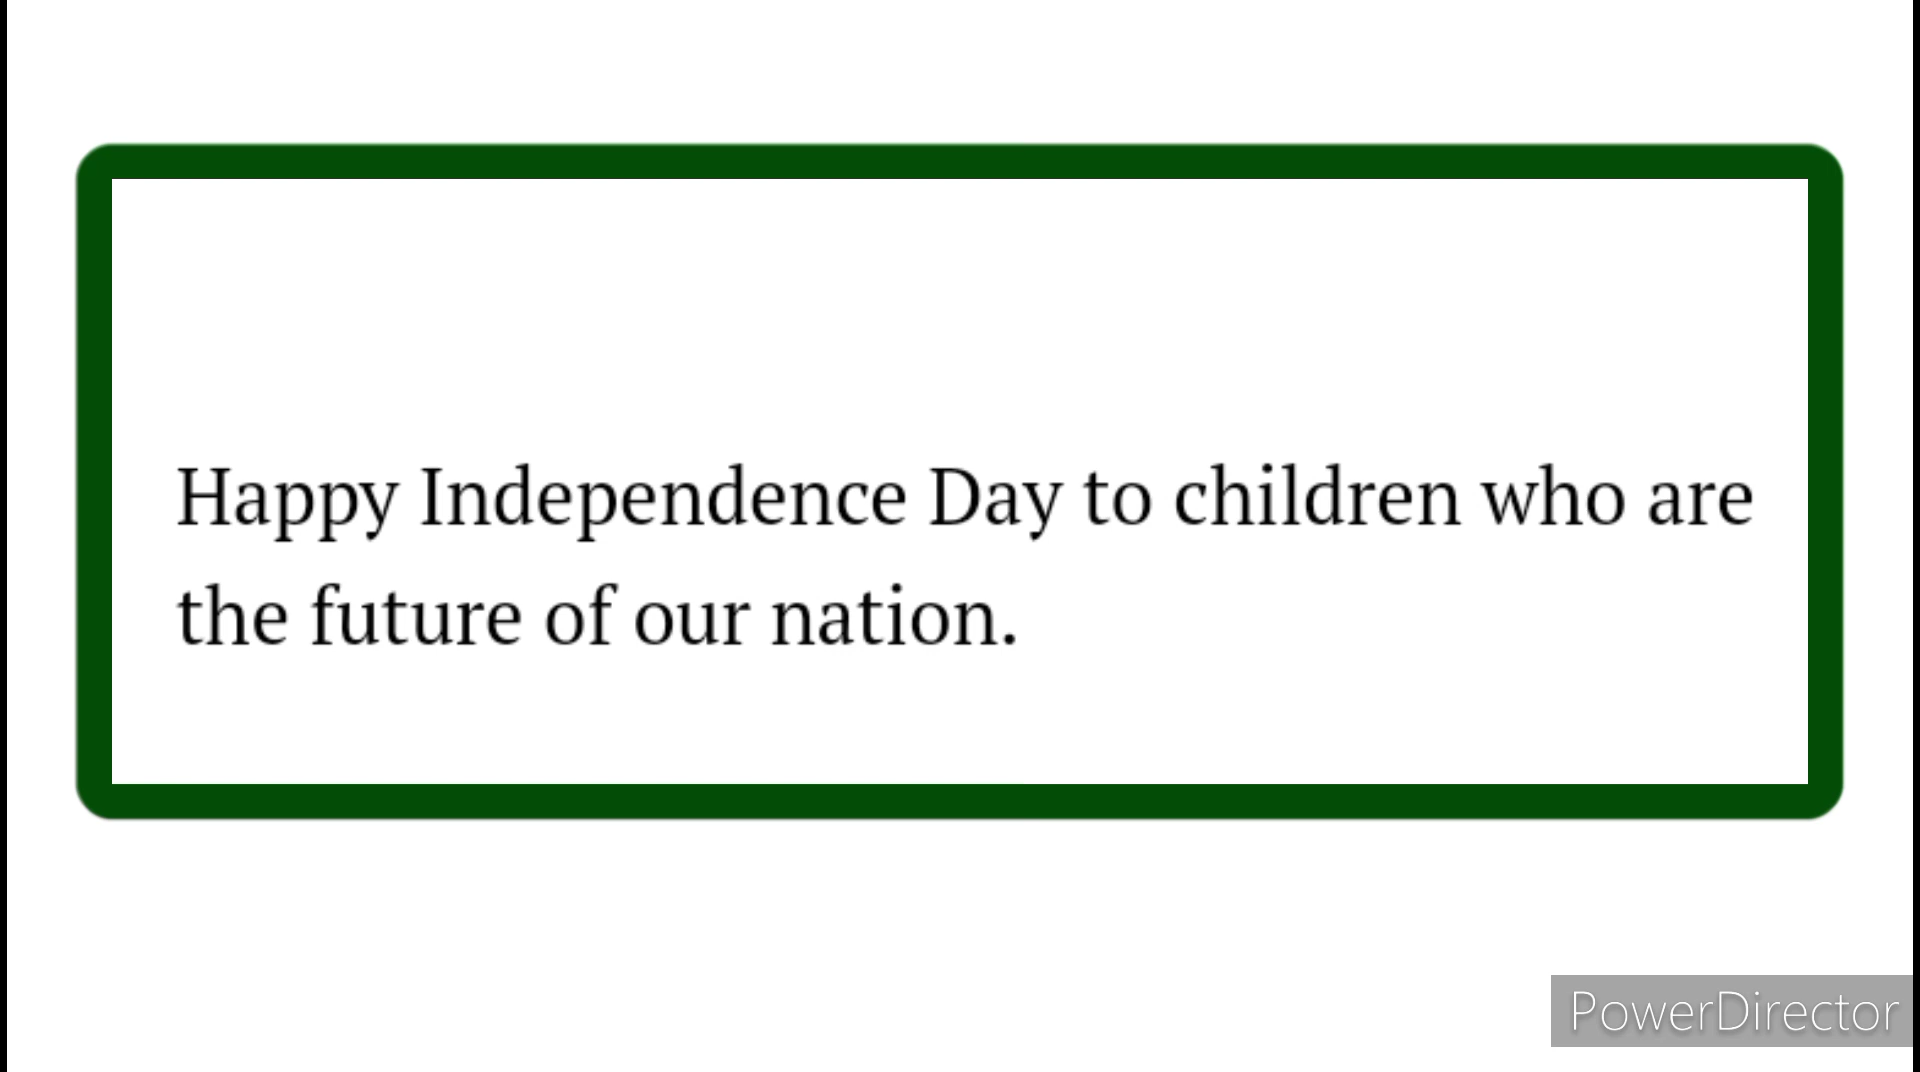 Happy Independence Day to children who are
the future of our nation.
PowerDirector